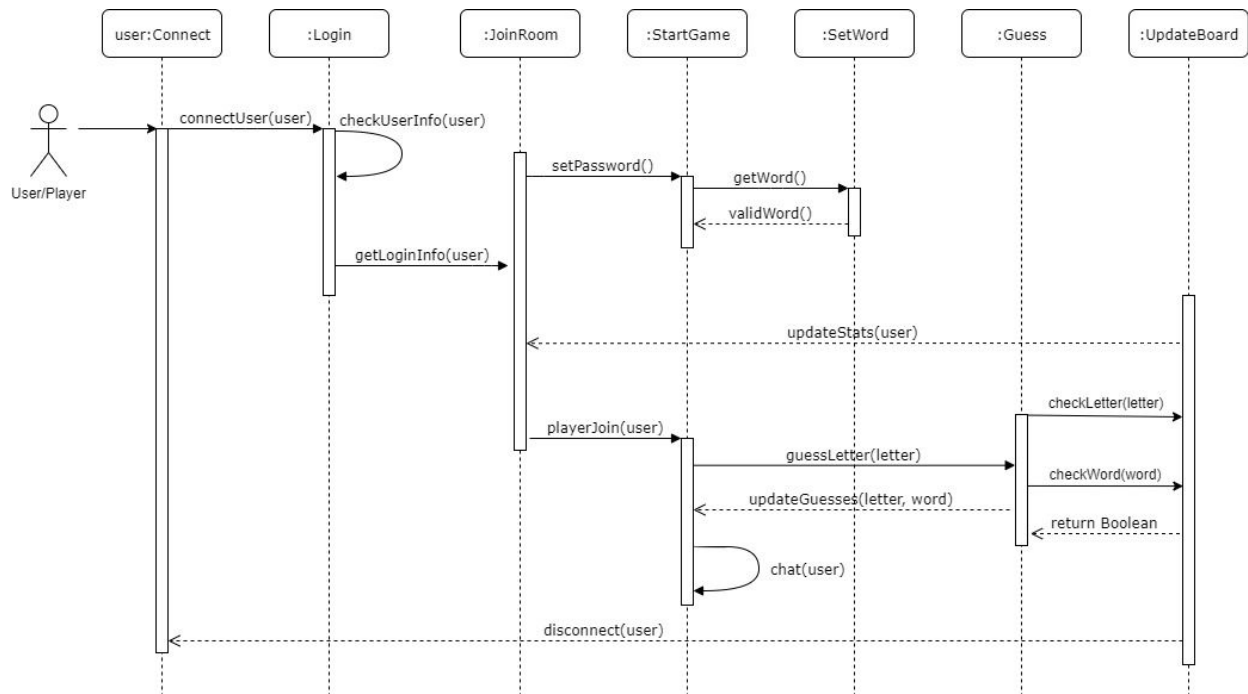 user:Connect
:Login
:JoinRoom
:StartGame
:SetWord
:Guess
:UpdateBoard
connectUser(user)
checkUserInfo(user)
User/Player
setPassword()
getWord()
validWord()
getLoginInfo(user)
updateStats(user)
checkLetter(letter)
playerJoin(user)
guessLetter(letter)
checkWord(word)
updateGuesses(letter, word)
return Boolean
chat(user)
disconnect(user)